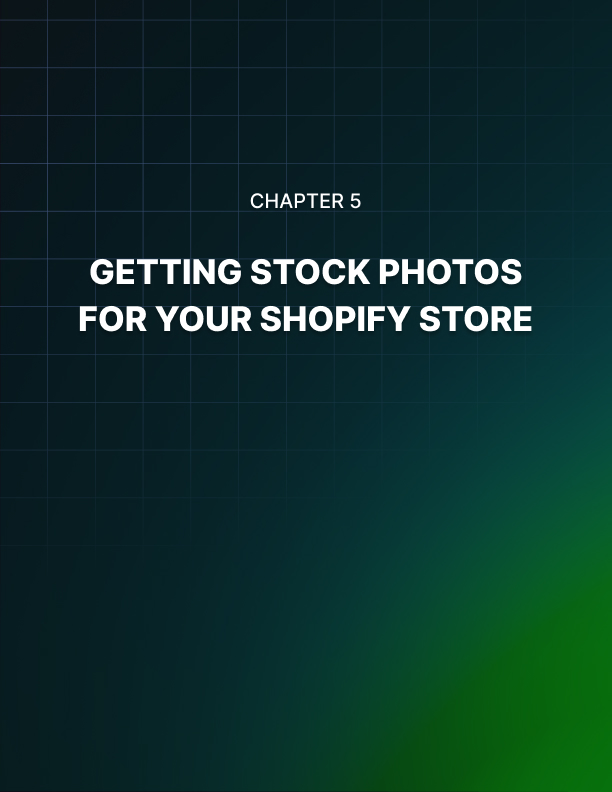 CHAPTER 5
GETTING STOCK PHOTOS
FOR YOUR SHOPIFY STORE